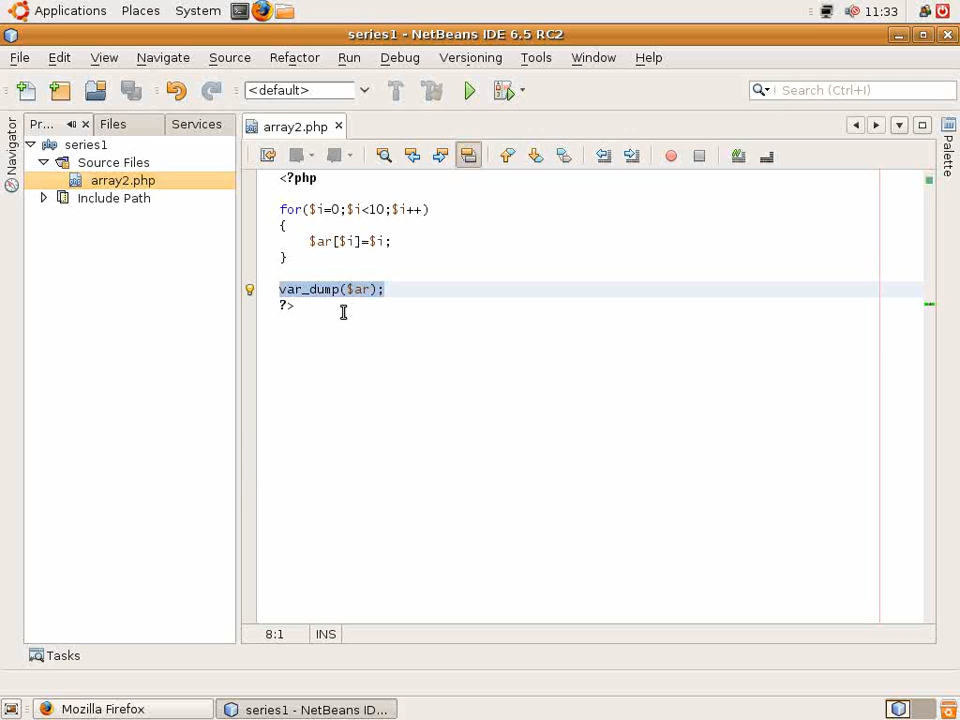 Applications Places System 11:33
series1 - NetBeans IDE 6.5 RC2
File Edit View Navigate Source Refactor Run Debug Versioning Tools Window Help
<default> Search (Ctrl+I)
Navigator
Pr... Files Services
array2.php
Palette
series1
Source Files
array2.php
Include Path
<?php
for($i=0;$i<10;$i++)
{
$ar[$i]=$i;
}
var_dump($ar);
?>
8:1 INS
Tasks
Mozilla Firefox series1 - NetBeans ID...